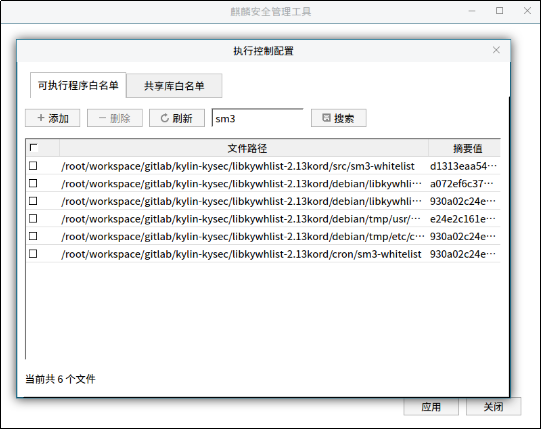 麒麟安全管理工具
执行控制配置
可执行程序白名单 共享库白名单
添加 删除 刷新 sm3 搜索
文件路径 摘要值
/root/workspace/gitlab/kylin-kysec/libkywhlist-2.13kord/src/sm3-whitelist d1313eaa54···
/root/workspace/gitlab/kylin-kysec/libkywhlist-2.13kord/debian/libkywhli··· a072ef6c37···
/root/workspace/gitlab/kylin-kysec/libkywhlist-2.13kord/debian/libkywhli··· 930a02c24e···
/root/workspace/gitlab/kylin-kysec/libkywhlist-2.13kord/debian/tmp/usr/··· e24e2c161e···
/root/workspace/gitlab/kylin-kysec/libkywhlist-2.13kord/debian/tmp/etc/c··· 930a02c24e···
/root/workspace/gitlab/kylin-kysec/libkywhlist-2.13kord/cron/sm3-whitelist 930a02c24e···
当前共 6 个文件
应用 关闭